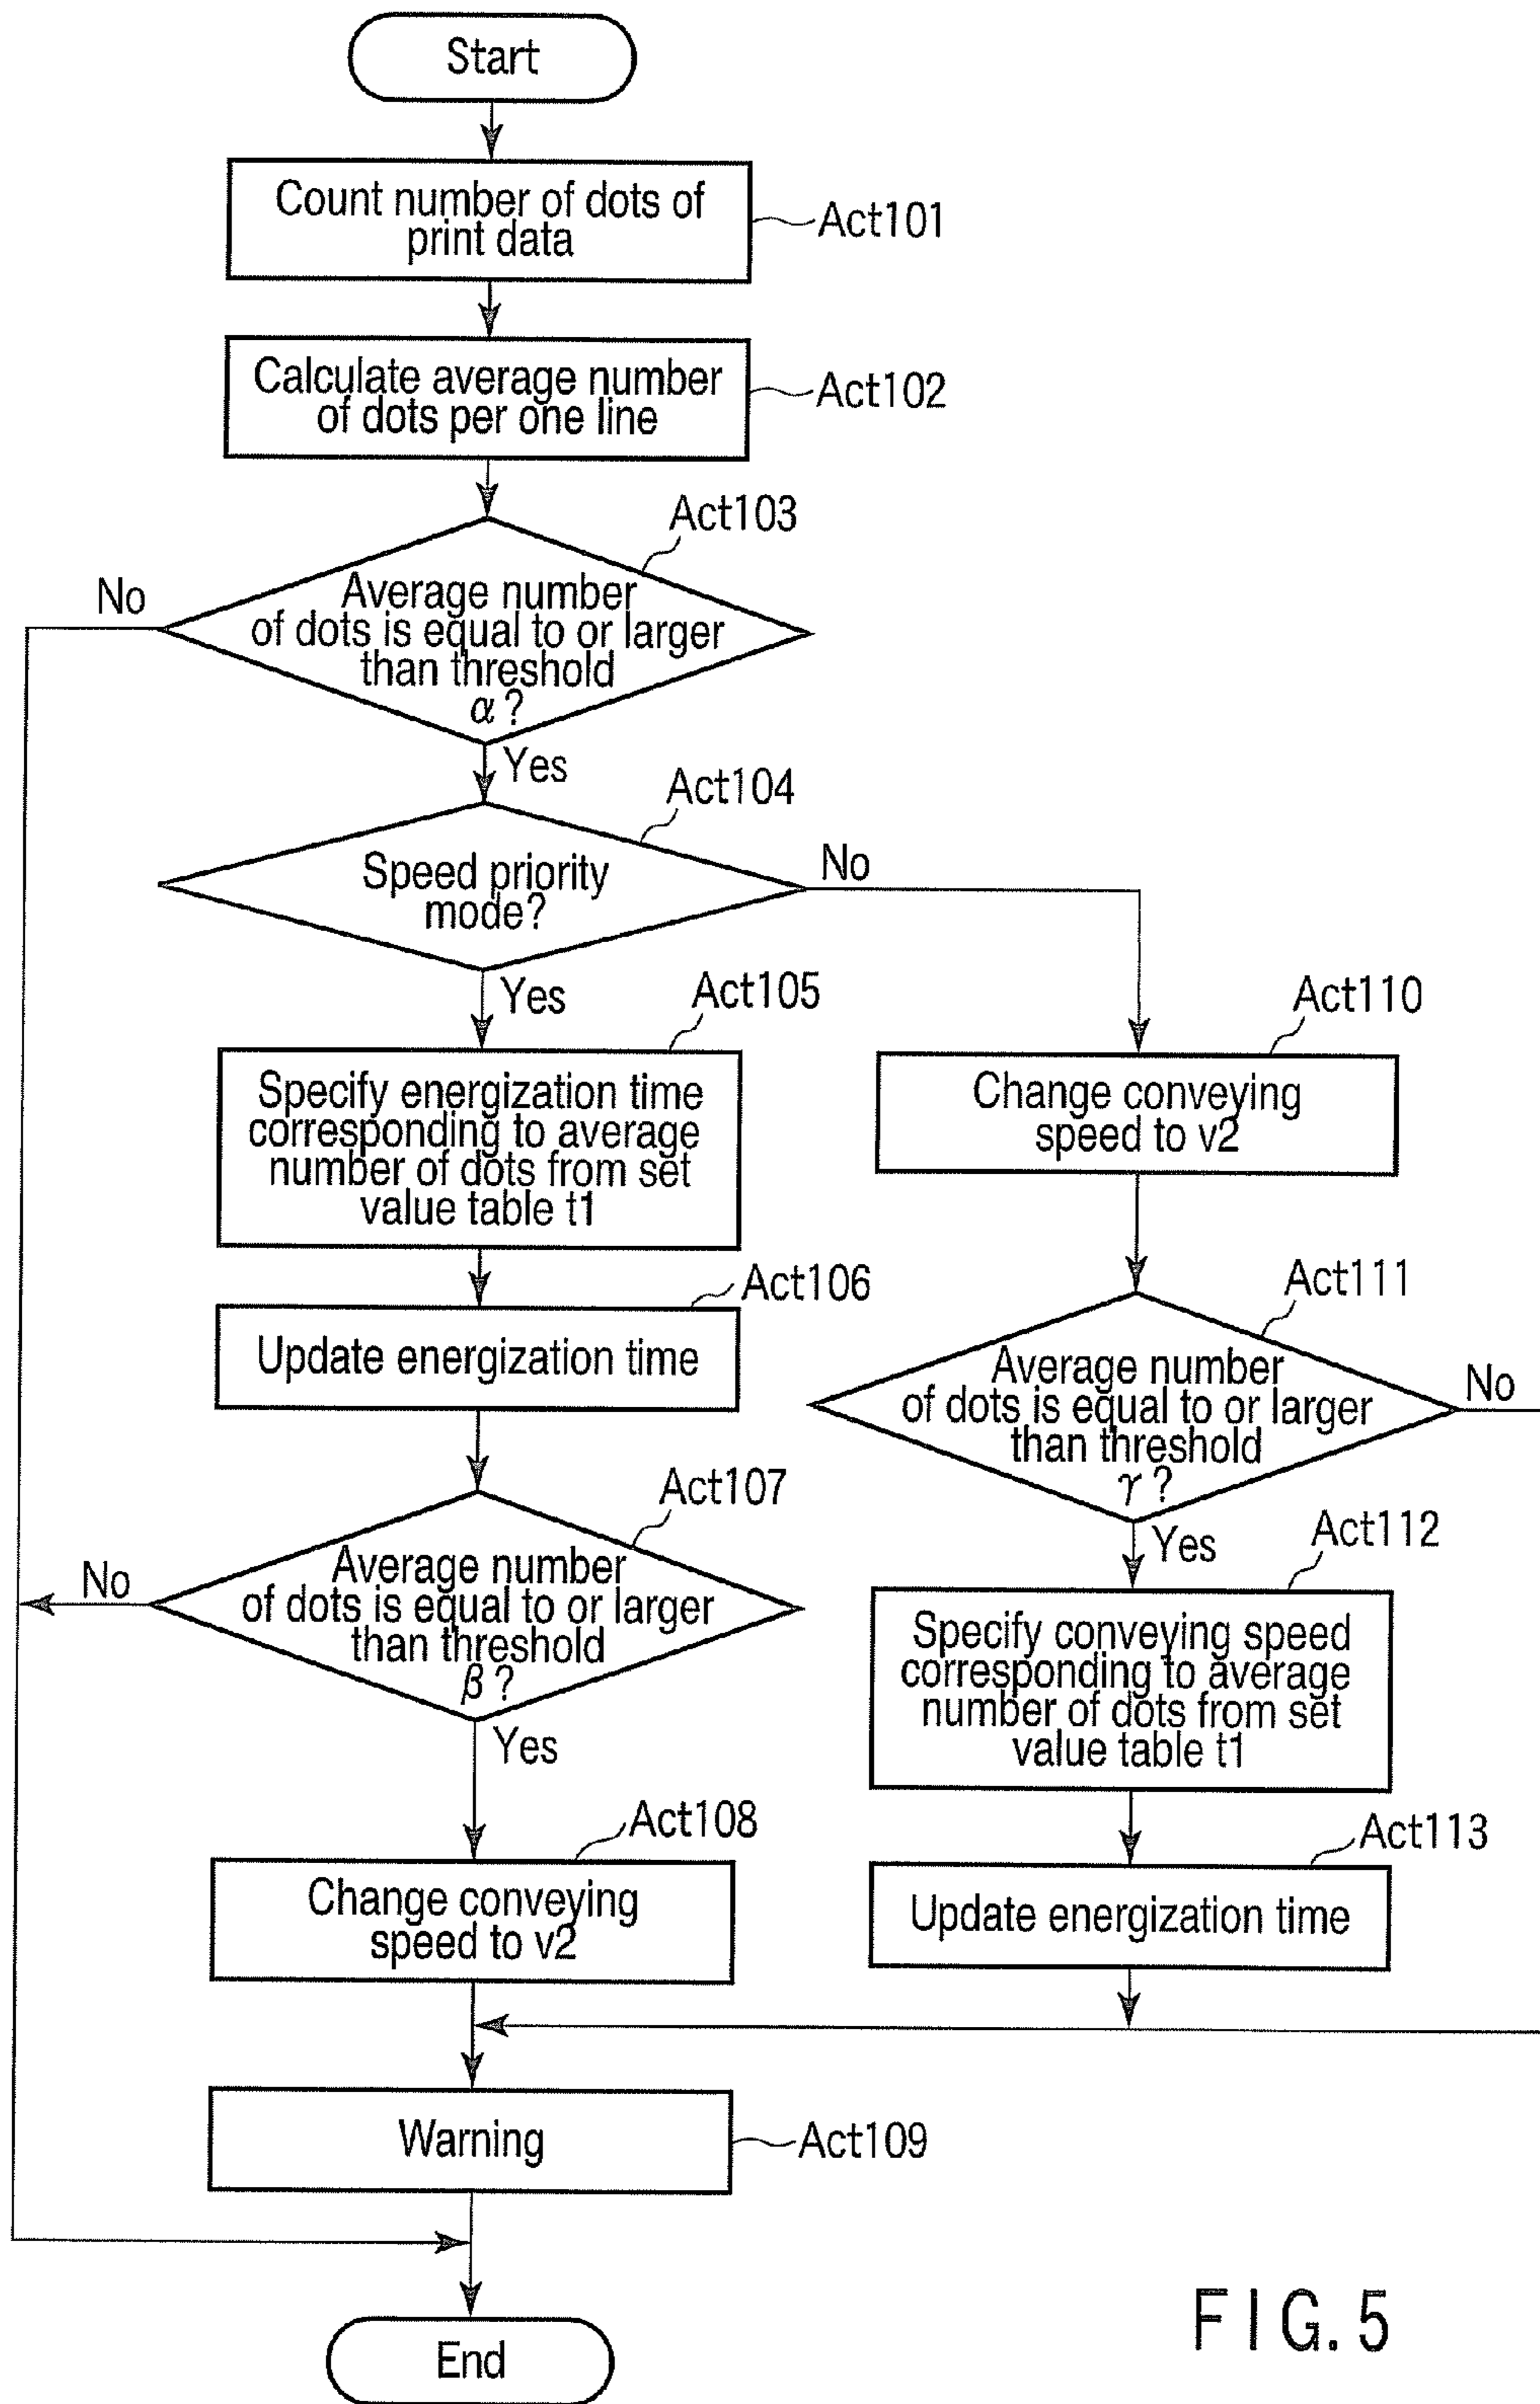 Start
Count number of dots of
print data
Act101
Calculate average number
of dots per one line
Act102
Act103
No
Average number
of dots is equal to or larger
than threshold
α ?
Yes
Act104
Speed priority
mode?
No
Yes
Act105
Specify energization time
corresponding to average
number of dots from set
value table t1
Act110
Change conveying
speed to v2
Act106
Update energization time
Act111
Average number
of dots is equal to or larger
than threshold
γ ?
No
Yes
Act107
No
Average number
of dots is equal to or larger
than threshold
β ?
Yes
Act112
Specify conveying speed
corresponding to average
number of dots from set
value table t1
Act108
Change conveying
speed to v2
Act113
Update energization time
Warning
Act109
End
FIG. 5